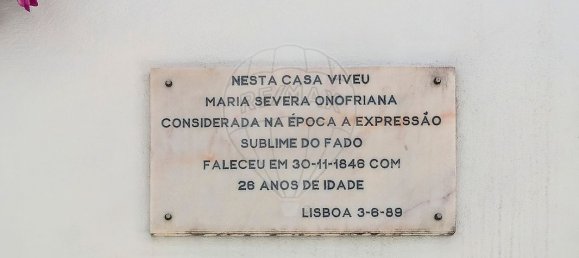 NESTA CASA VIVEU
MARIA SEVERA ONOFRIANA
CONSIDERADA NA ÉPOCA A EXPRESSÃO
SUBLIME DO FADO
FALECEU EM 30-11-1846 COM
26 ANOS DE IDADE
LISBOA 3-6-89